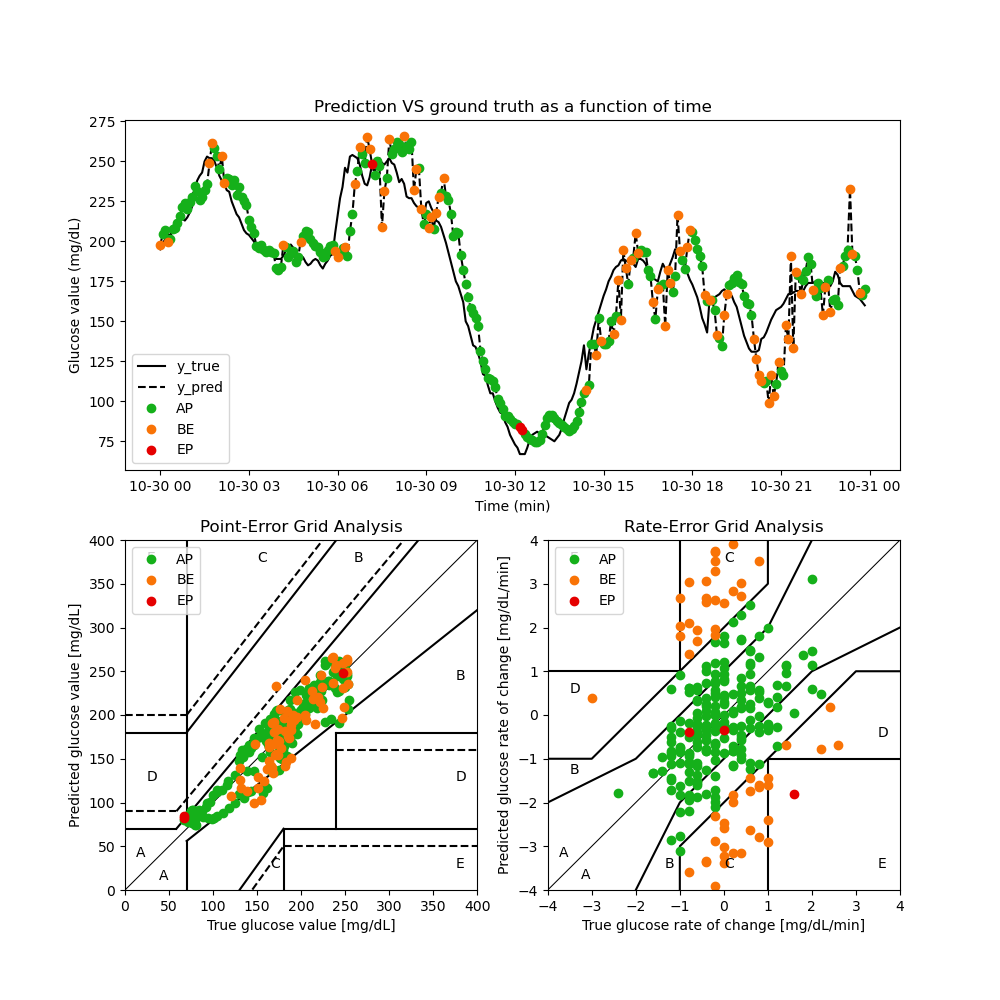 Prediction VS ground truth as a function of time
Glucose value (mg/dL)
275
250
225
200
175
150
125
100
75
y_true
y_pred
AP
BE
EP
10-30 00 10-30 03 10-30 06 10-30 09 10-30 12 10-30 15 10-30 18 10-30 21 10-31 00
Time (min)
Point-Error Grid Analysis
Predicted glucose value [mg/dL]
400
350
300
250
200
150
100
50
0
AP
BE
EP
C
B
B
D
D
A
A
C
E
0 50 100 150 200 250 300 350 400
True glucose value [mg/dL]
Rate-Error Grid Analysis
Predicted glucose rate of change [mg/dL/min]
4
3
2
1
0
−1
−2
−3
−4
AP
BE
EP
C
D
D
B
A
A
B
C
E
−4 −3 −2 −1 0 1 2 3 4
True glucose rate of change [mg/dL/min]